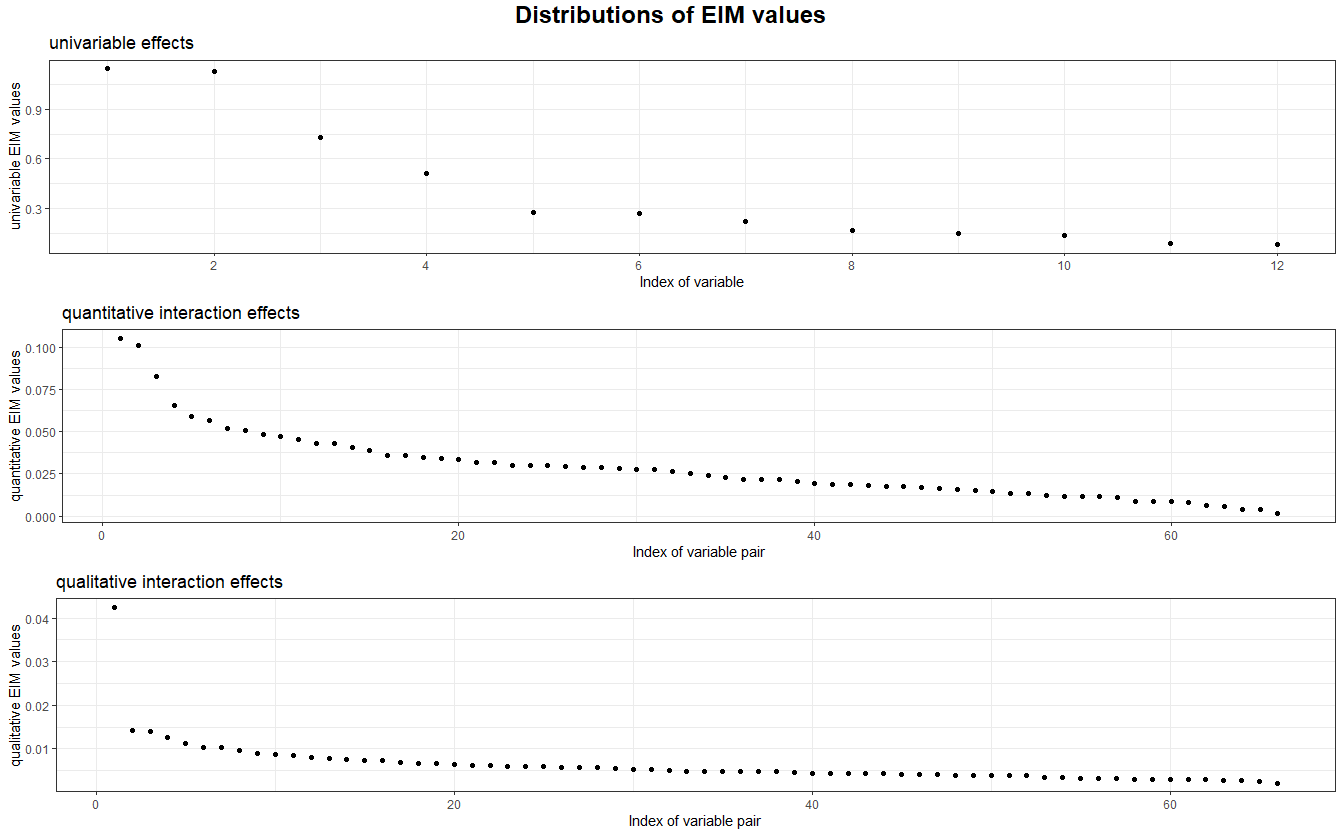 Distributions of EIM values
univariable effects
univariable EIM values
0.9
0.6
0.3
2 4 6 8 10 12
Index of variable
quantitative interaction effects
quantitative EIM values
0.100
0.075
0.050
0.025
0.000
0 20 40 60
Index of variable pair
qualitative interaction effects
qualitative EIM values
0.04
0.03
0.02
0.01
0 20 40 60
Index of variable pair